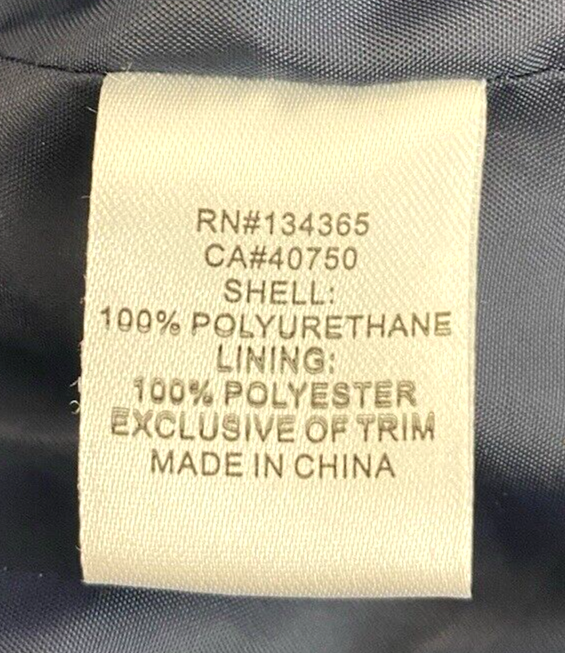 RN#134365
CA#40750
SHELL:
100% POLYURETHANE
LINING:
100% POLYESTER
EXCLUSIVE OF TRIM
MADE IN CHINA